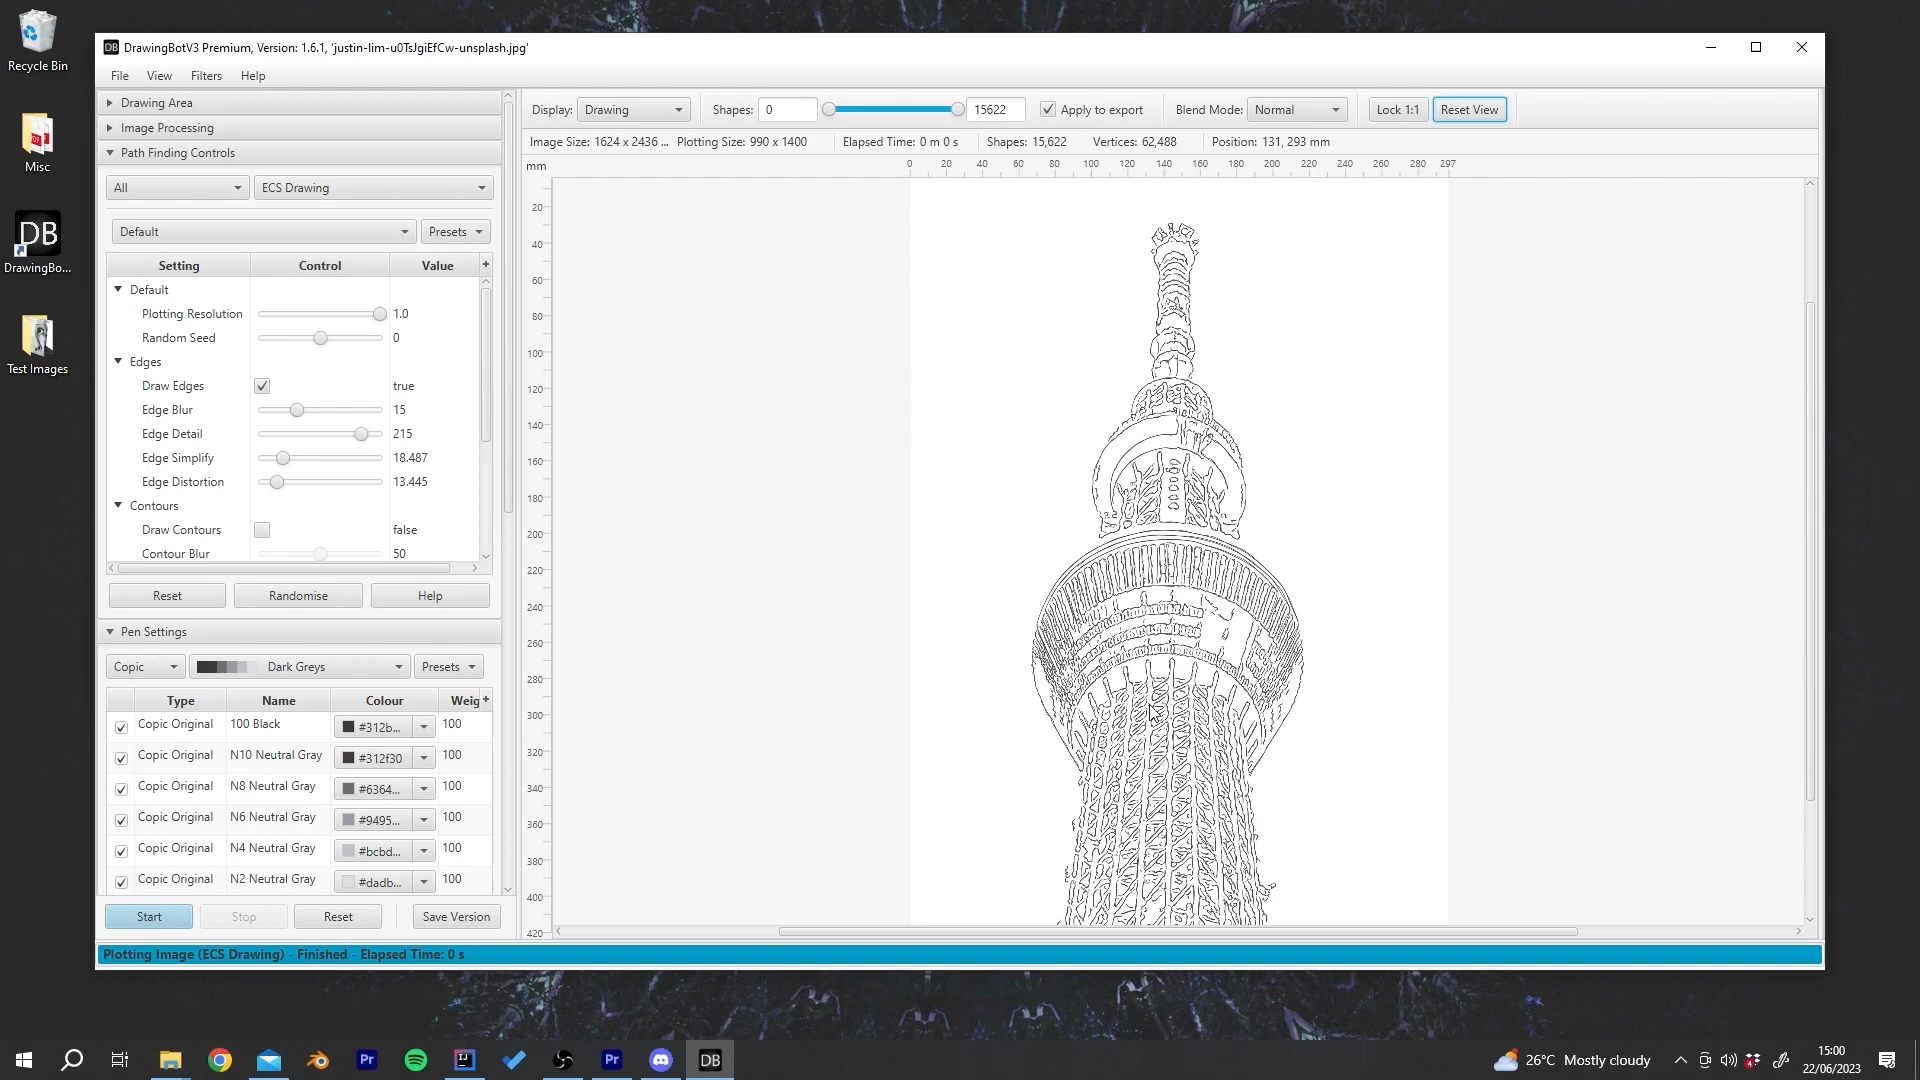 Recycle Bin
Misc
DB
DrawingBo...
Test Images
DB DrawingBotV3 Premium, Version: 1.6.1, 'justin-lim-u0TsJgiEfCw-unsplash.jpg'
File View Filters Help
Drawing Area
Image Processing
Path Finding Controls
All ECS Drawing
Default Presets
Setting Control Value +
Default
Plotting Resolution 1.0
Random Seed 0
Edges
Draw Edges true
Edge Blur 15
Edge Detail 215
Edge Simplify 18.487
Edge Distortion 13.445
Contours
Draw Contours false
Contour Blur 50
Reset Randomise Help
Pen Settings
Copic Dark Greys Presets
Type Name Colour Weig +
Copic Original 100 Black #312b... 100
Copic Original N10 Neutral Gray #312f30 100
Copic Original N8 Neutral Gray #6364... 100
Copic Original N6 Neutral Gray #9495... 100
Copic Original N4 Neutral Gray #bcbd... 100
Copic Original N2 Neutral Gray #dadb... 100
Start Stop Reset Save Version
Display: Drawing Shapes: 0 15622 Apply to export Blend Mode: Normal Lock 1:1 Reset View
Image Size: 1624 x 2436 ... Plotting Size: 990 x 1400 Elapsed Time: 0 m 0 s Shapes: 15,622 Vertices: 62,488 Position: 131, 293 mm
mm 0 20 40 60 80 100 120 140 160 180 200 220 240 260 280 297
20
40
60
80
100
120
140
160
180
200
220
240
260
280
300
320
340
360
380
400
420
Plotting Image (ECS Drawing) - Finished - Elapsed Time: 0 s
Pr
IJ
Pr
DB
26°C Mostly cloudy
15:00
22/06/2023